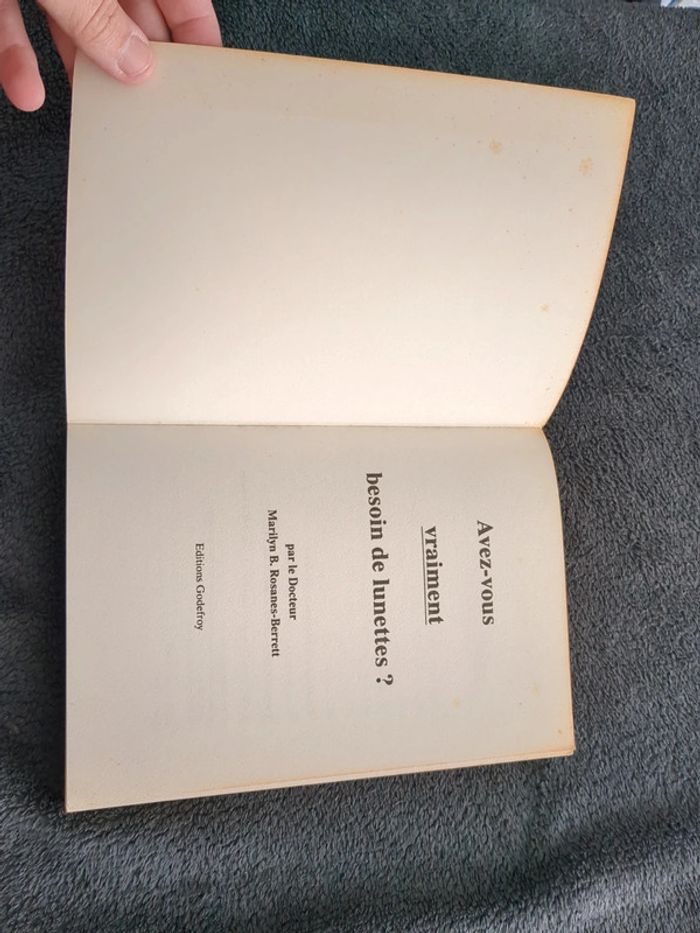 Avez-vous
vraiment
besoin de lunettes ?
par le Docteur
Marilyn B. Rosanes-Berrett
Editions Godefroy